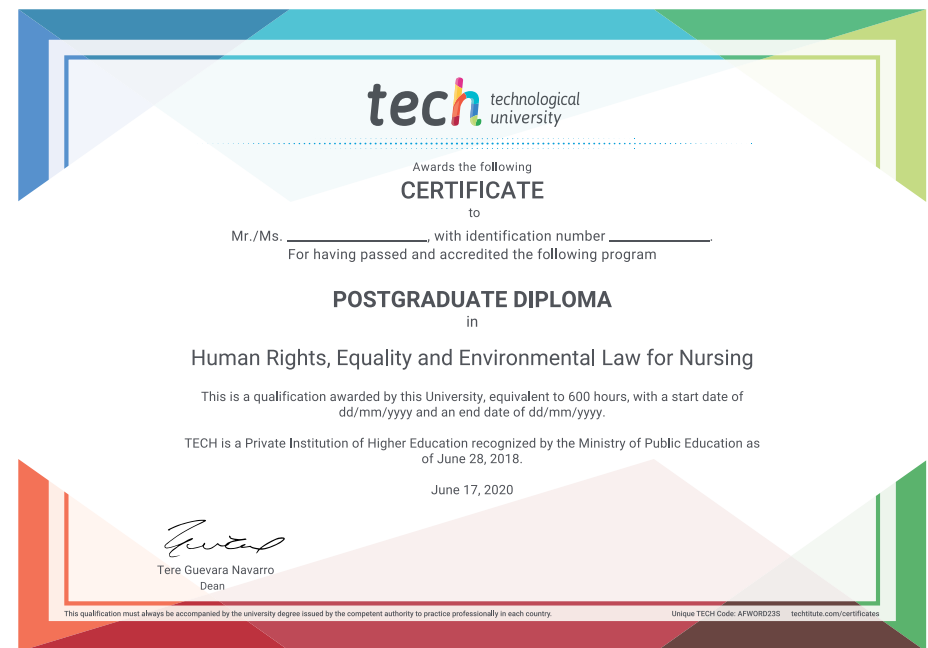 tech technological
university
Awards the following
CERTIFICATE
to
Mr./Ms. ____________________, with identification number ______________.
For having passed and accredited the following program
POSTGRADUATE DIPLOMA
in
Human Rights, Equality and Environmental Law for Nursing
This is a qualification awarded by this University, equivalent to 600 hours, with a start date of
dd/mm/yyyy and an end date of dd/mm/yyyy.
TECH is a Private Institution of Higher Education recognized by the Ministry of Public Education as
of June 28, 2018.
June 17, 2020
Tere Guevara Navarro
Dean
This qualification must always be accompanied by the university degree issued by the competent authority to practice professionally in each country.
Unique TECH Code: AFWORD23S techtitute.com/certificates